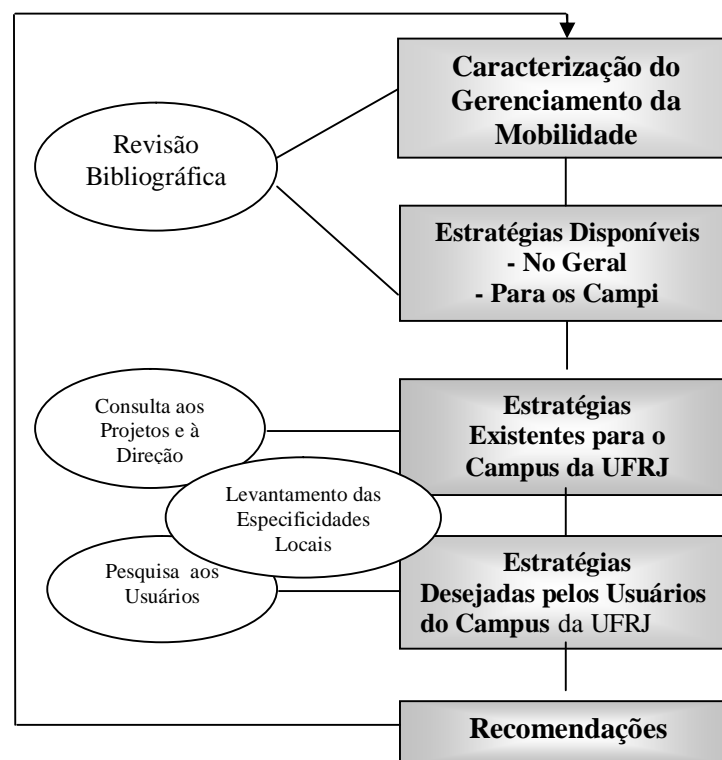 Caracterização do
Gerenciamento da
Mobilidade
Revisão
Bibliográfica
Estratégias Disponíveis
- No Geral
- Para os Campi
Consulta aos
Projetos e à
Direção
Estratégias
Existentes para o
Campus da UFRJ
Levantamento das
Especificidades
Locais
Pesquisa aos
Usuários
Estratégias
Desejadas pelos Usuários
do Campus da UFRJ
Recomendações